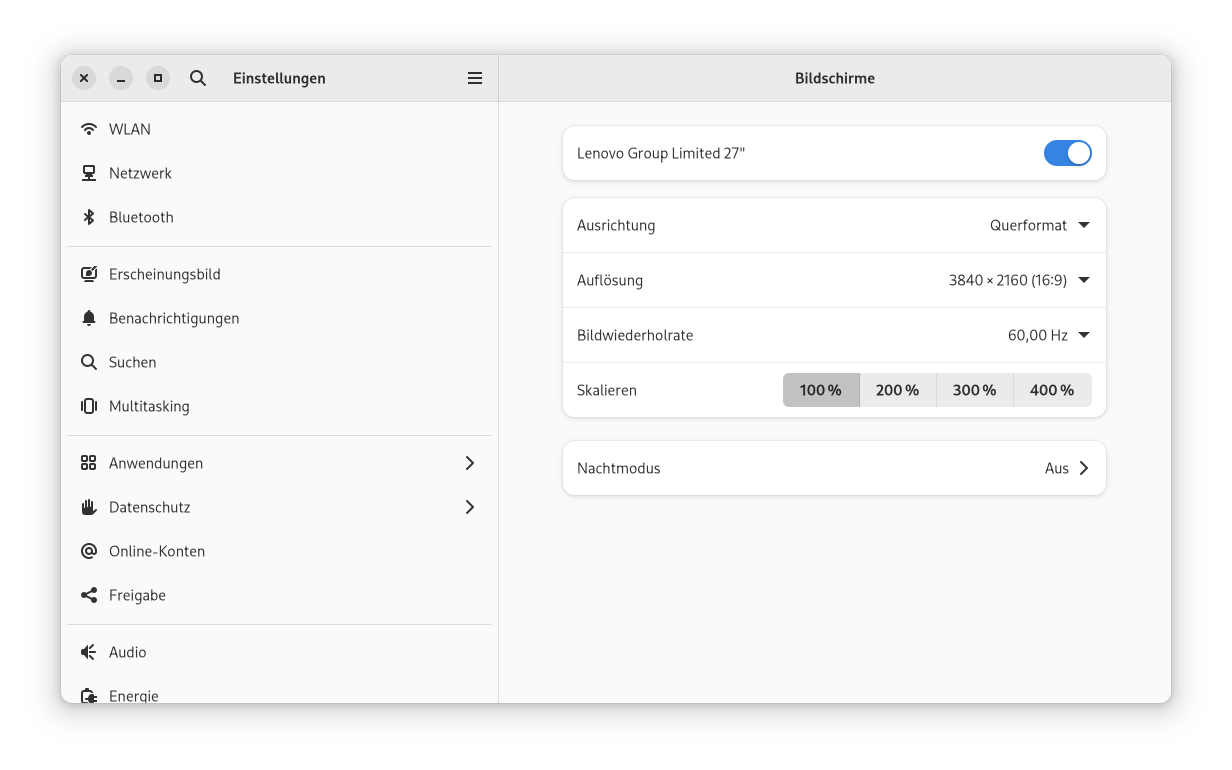 Einstellungen
Bildschirme
WLAN
Netzwerk
Bluetooth
Erscheinungsbild
Benachrichtigungen
Suchen
Multitasking
Anwendungen
Datenschutz
Online-Konten
Freigabe
Audio
Energie
Lenovo Group Limited 27"
Ausrichtung Querformat
Auflösung 3840 × 2160 (16:9)
Bildwiederholrate 60,00 Hz
Skalieren 100 % 200 % 300 % 400 %
Nachtmodus Aus